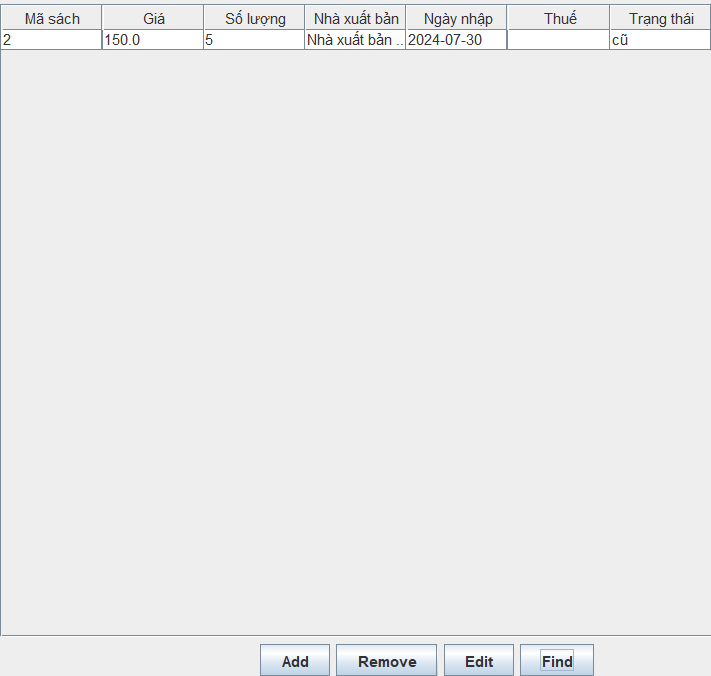 Mã sách Giá Số lượng Nhà xuất bản Ngày nhập Thuế Trạng thái
2 150.0 5 Nhà xuất bản ... 2024-07-30 cũ
Add Remove Edit Find